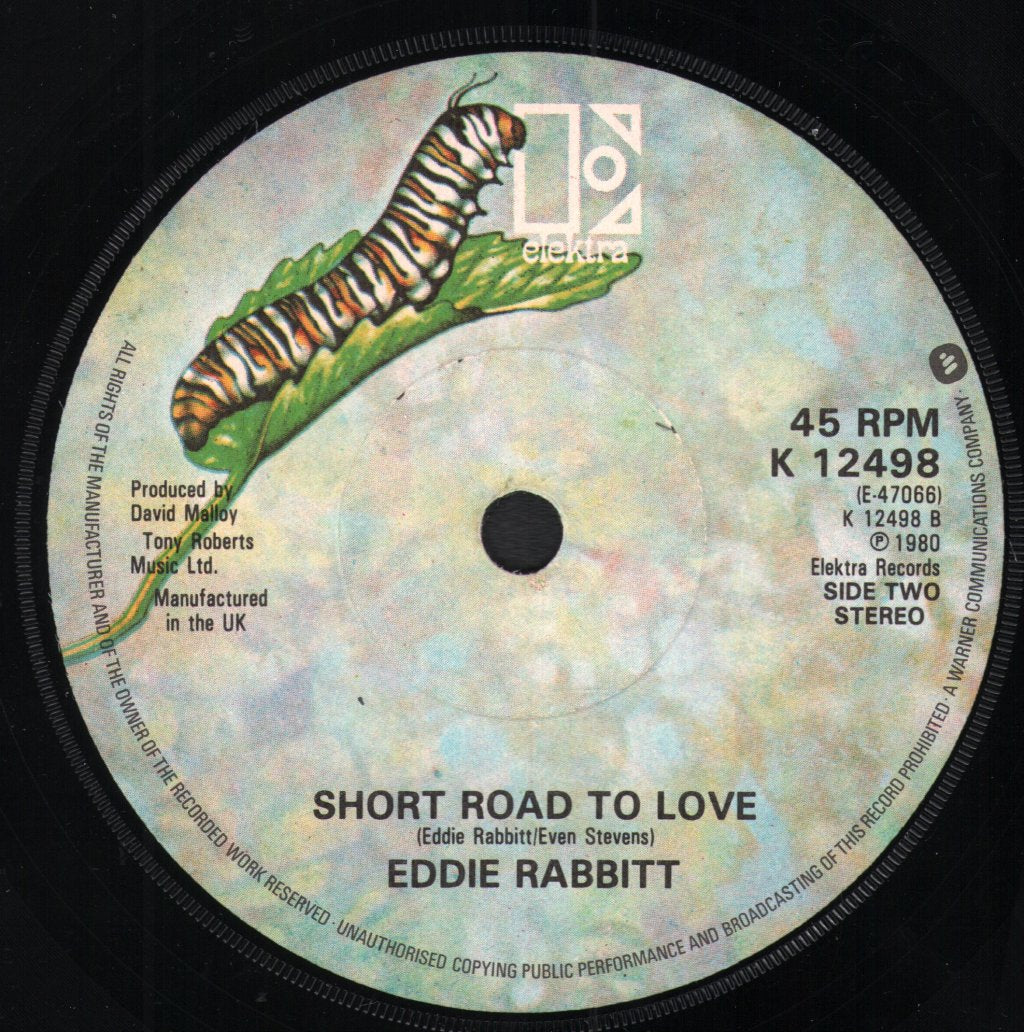 elektra
45 RPM
K 12498
(E-47066)
K 12498 B
Ⓟ 1980
Elektra Records
SIDE TWO
STEREO
Produced by
David Malloy
Tony Roberts
Music Ltd.
Manufactured
in the UK
SHORT ROAD TO LOVE
(Eddie Rabbitt/Even Stevens)
EDDIE RABBITT
ALL RIGHTS OF THE MANUFACTURER AND OF THE OWNER OF THE RECORDED WORK RESERVED · UNAUTHORISED COPYING PUBLIC PERFORMANCE AND BROADCASTING OF THIS RECORD PROHIBITED · A WARNER COMMUNICATIONS COMPANY ·